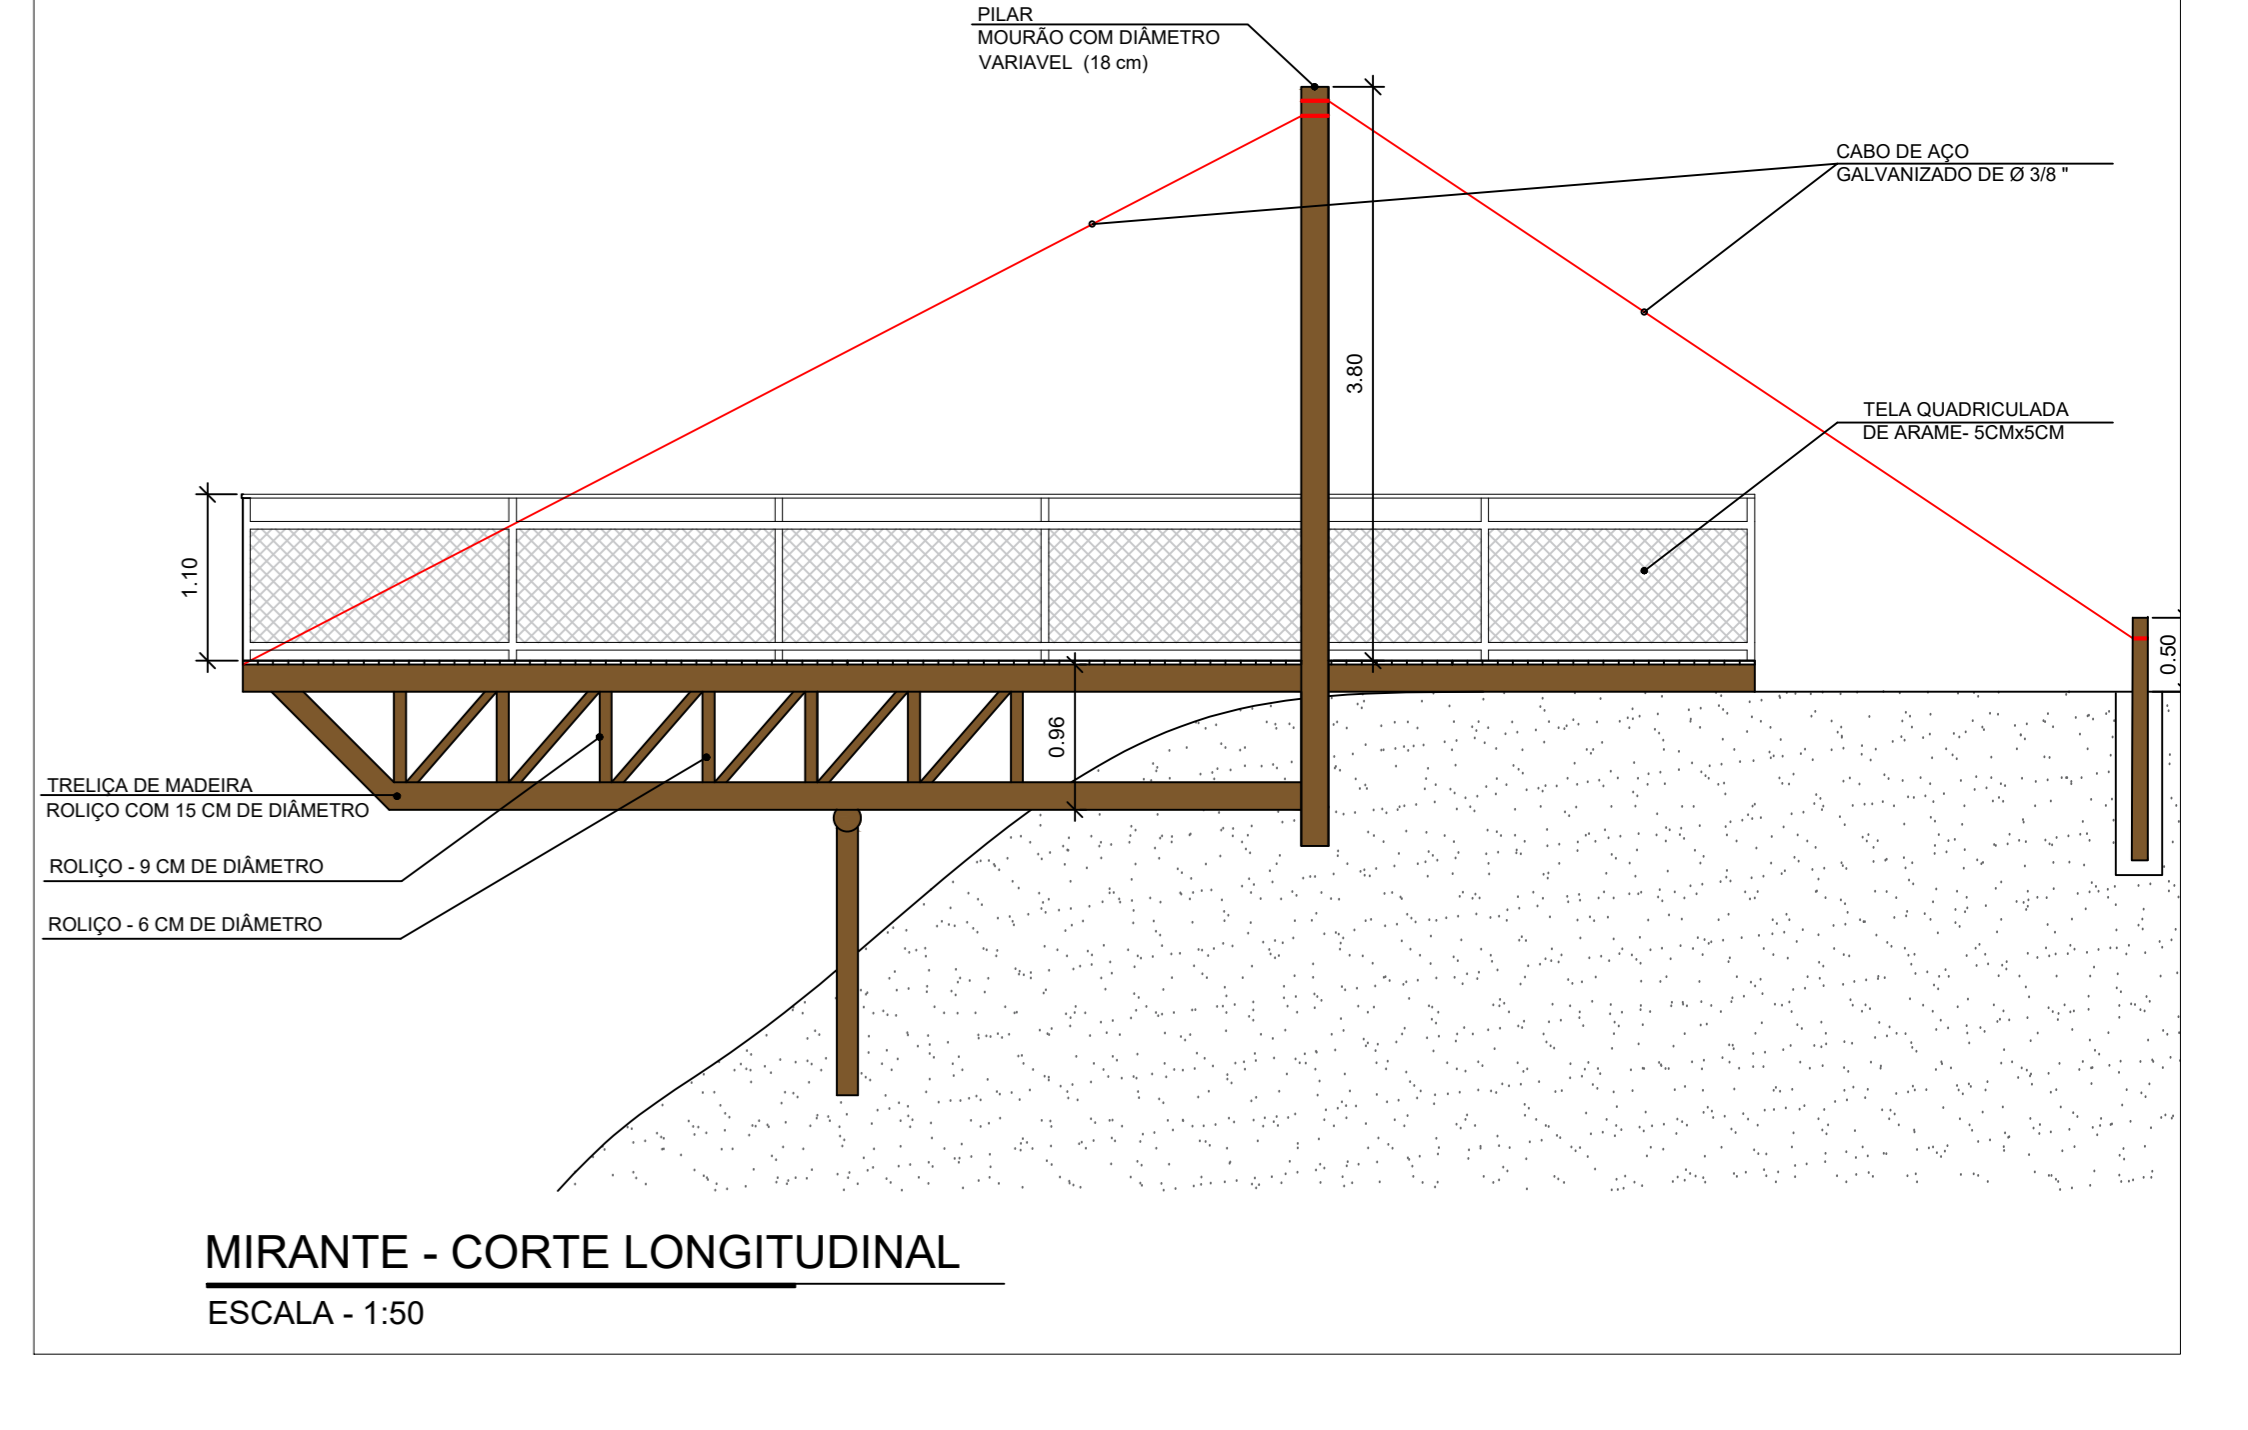 PILAR
MOURÃO COM DIÂMETRO
VARIAVEL (18 cm)
CABO DE AÇO
GALVANIZADO DE Ø 3/8 "
3.80
TELA QUADRICULADA
DE ARAME- 5CMx5CM
1.10
0.50
0.96
TRELIÇA DE MADEIRA
ROLIÇO COM 15 CM DE DIÂMETRO
ROLIÇO - 9 CM DE DIÂMETRO
ROLIÇO - 6 CM DE DIÂMETRO
MIRANTE - CORTE LONGITUDINAL
ESCALA - 1:50